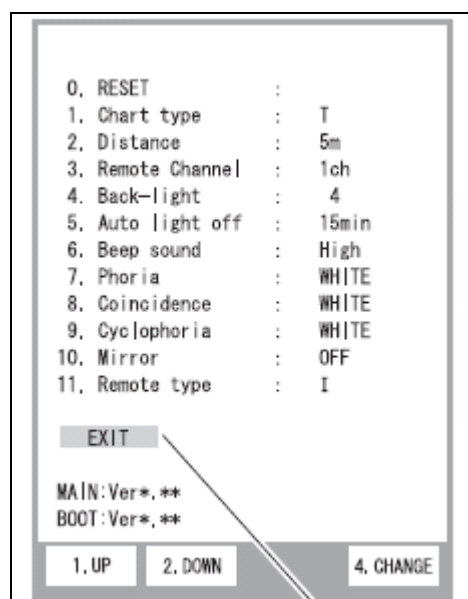 0. RESET :
1. Chart type : T
2. Distance : 5m
3. Remote Channel : 1ch
4. Back-light : 4
5. Auto light off : 15min
6. Beep sound : High
7. Phoria : WHITE
8. Coincidence : WHITE
9. Cyclophoria : WHITE
10. Mirror : OFF
11. Remote type : I
EXIT
MAIN:Ver*.**
BOOT:Ver*.**
1. UP 2. DOWN 4. CHANGE